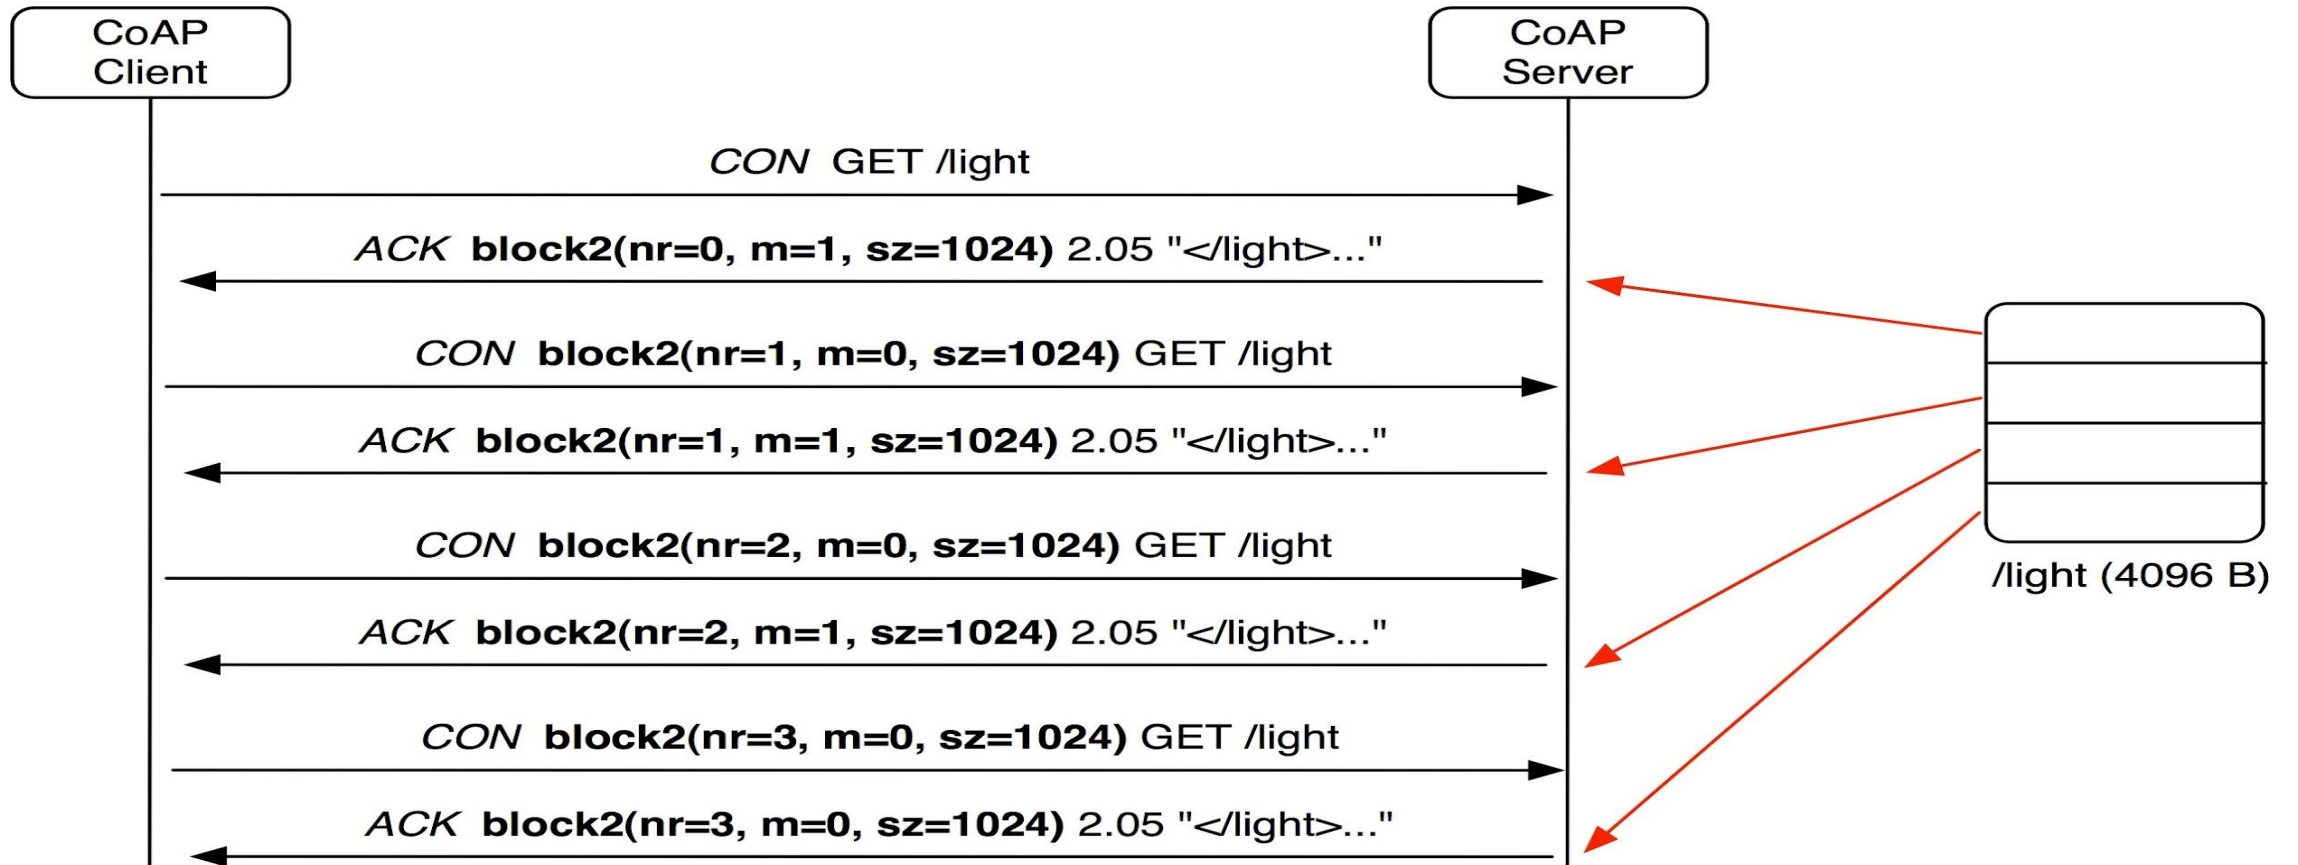 CoAP
Client
CoAP
Server
CON GET /light
ACK block2(nr=0, m=1, sz=1024) 2.05 "</light>..."
CON block2(nr=1, m=0, sz=1024) GET /light
ACK block2(nr=1, m=1, sz=1024) 2.05 "</light>..."
CON block2(nr=2, m=0, sz=1024) GET /light
/light (4096 B)
ACK block2(nr=2, m=1, sz=1024) 2.05 "</light>..."
CON block2(nr=3, m=0, sz=1024) GET /light
ACK block2(nr=3, m=0, sz=1024) 2.05 "</light>..."